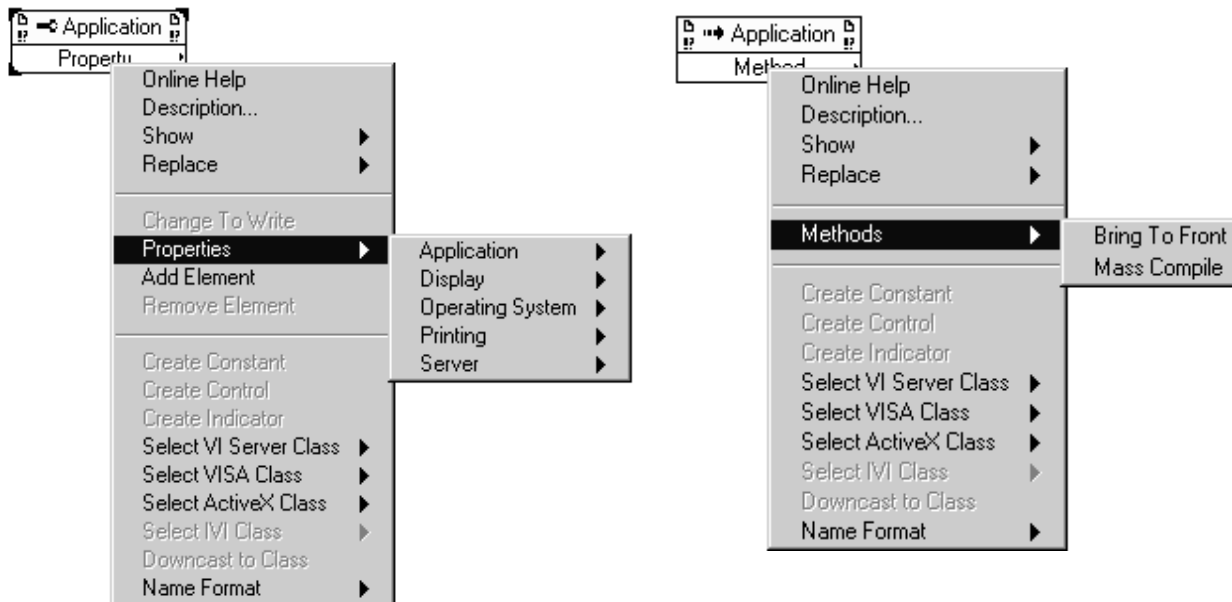 Application
Property
Online Help
Description...
Show
Replace
Change To Write
Properties
Add Element
Remove Element
Create Constant
Create Control
Create Indicator
Select VI Server Class
Select VISA Class
Select ActiveX Class
Select IVI Class
Downcast to Class
Name Format
Application
Display
Operating System
Printing
Server
Application
Method
Online Help
Description...
Show
Replace
Methods
Create Constant
Create Control
Create Indicator
Select VI Server Class
Select VISA Class
Select ActiveX Class
Select IVI Class
Downcast to Class
Name Format
Bring To Front
Mass Compile